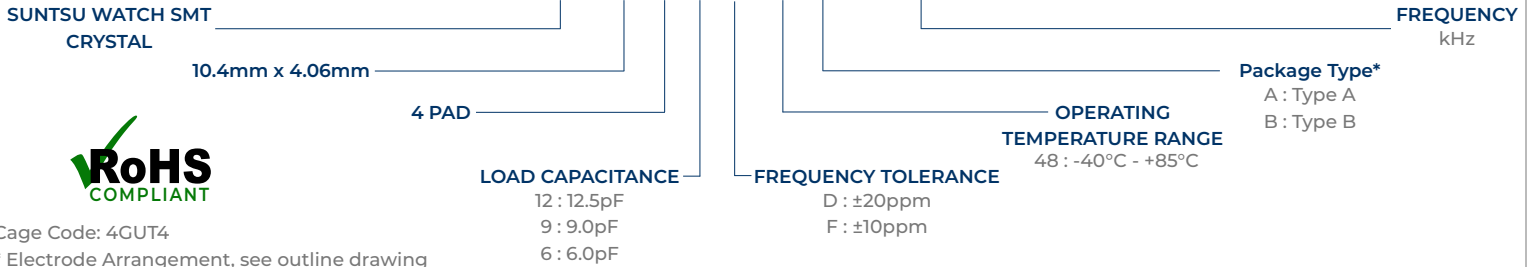 SUNTSU WATCH SMT
CRYSTAL
FREQUENCY
kHz
10.4mm x 4.06mm
Package Type*
A : Type A
B : Type B
4 PAD
OPERATING
TEMPERATURE RANGE
48 : -40°C - +85°C
RoHS
COMPLIANT
LOAD CAPACITANCE
12 : 12.5pF
9 : 9.0pF
6 : 6.0pF
FREQUENCY TOLERANCE
D : ±20ppm
F : ±10ppm
Cage Code: 4GUT4
* Electrode Arrangement, see outline drawing